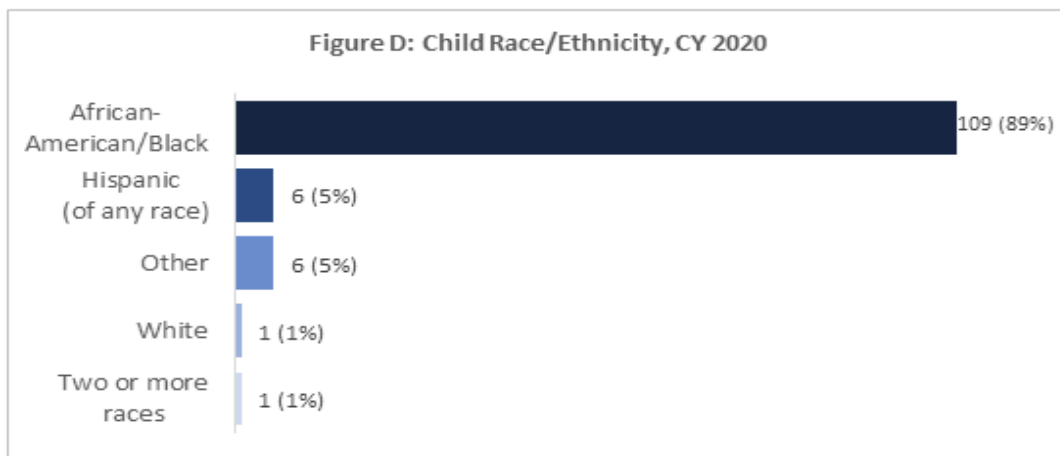 Figure D: Child Race/Ethnicity, CY 2020
African-
American/Black
109 (89%)
Hispanic
(of any race)
6 (5%)
Other
6 (5%)
White
1 (1%)
Two or more
races
1 (1%)